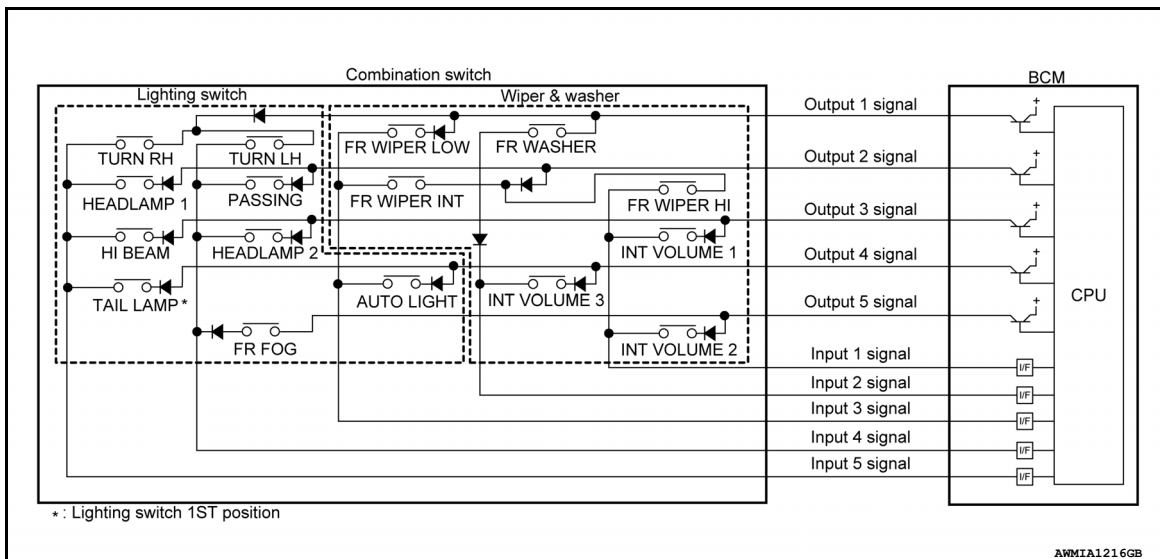 Combination switch
BCM
Lighting switch
Wiper & washer
Output 1 signal
+
TURN RH
TURN LH
FR WIPER LOW
FR WASHER
Output 2 signal
+
HEADLAMP 1
PASSING
FR WIPER INT
FR WIPER HI
Output 3 signal
+
HI BEAM
HEADLAMP 2
INT VOLUME 1
Output 4 signal
+
TAIL LAMP*
AUTO LIGHT
INT VOLUME 3
CPU
Output 5 signal
+
FR FOG
INT VOLUME 2
Input 1 signal
I/F
Input 2 signal
I/F
Input 3 signal
I/F
Input 4 signal
I/F
Input 5 signal
I/F
* : Lighting switch 1ST position
AWMIA1216GB